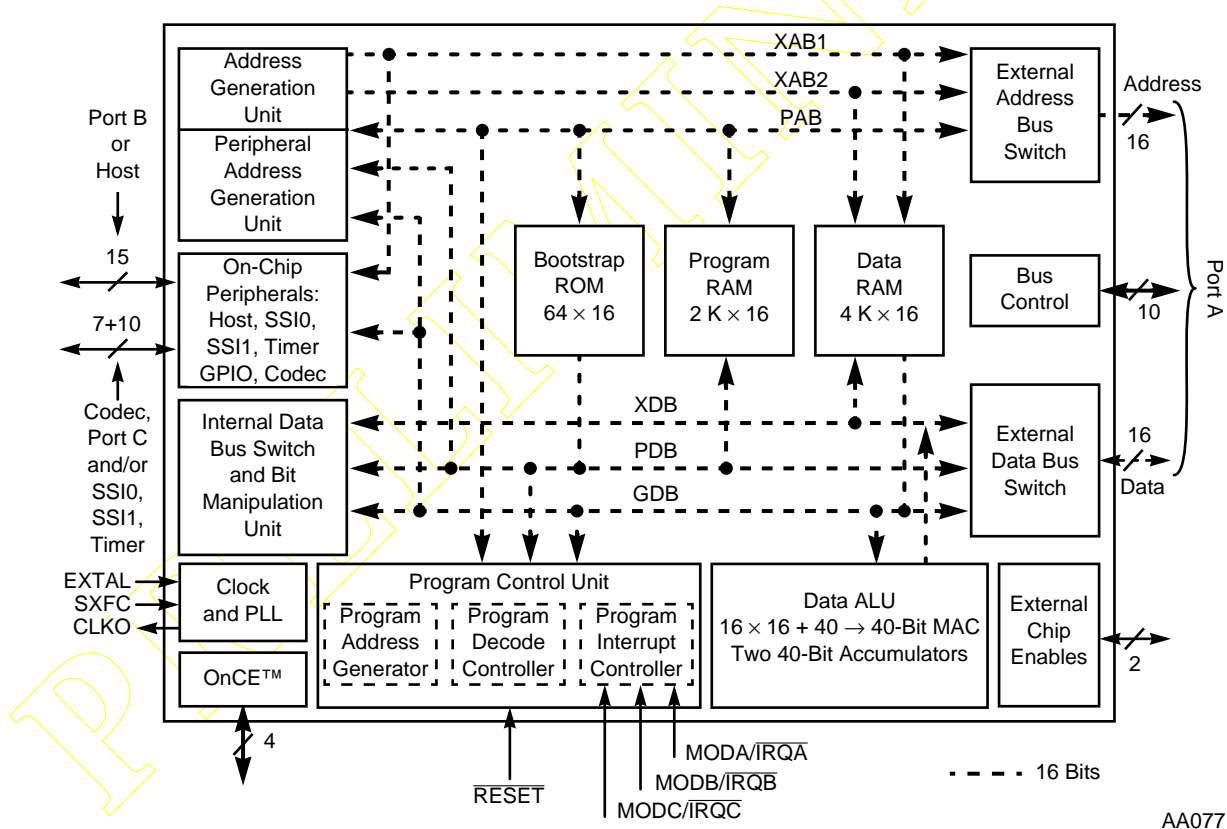 Address
Generation
Unit
Peripheral
Address
Generation
Unit
Port B
or
Host
15
7+10
Codec,
Port C
and/or
SSI0,
SSI1,
Timer
On-Chip
Peripherals:
Host, SSI0,
SSI1, Timer
GPIO, Codec
Internal Data
Bus Switch
and Bit
Manipulation
Unit
XAB1
XAB2
PAB
Bootstrap
ROM
64 × 16
Program
RAM
2 K × 16
Data
RAM
4 K × 16
XDB
PDB
GDB
External
Address
Bus
Switch
Address
16
Bus
Control
10
Port A
External
Data Bus
Switch
16
Data
EXTAL
SXFC
CLKO
Clock
and PLL
OnCE™
4
Program Control Unit
Program
Address
Generator
Program
Decode
Controller
Program
Interrupt
Controller
Data ALU
16 × 16 + 40 → 40-Bit MAC
Two 40-Bit Accumulators
External
Chip
Enables
2
MODA/IRQA
MODB/IRQB
MODC/IRQC
RESET
16 Bits
AA077